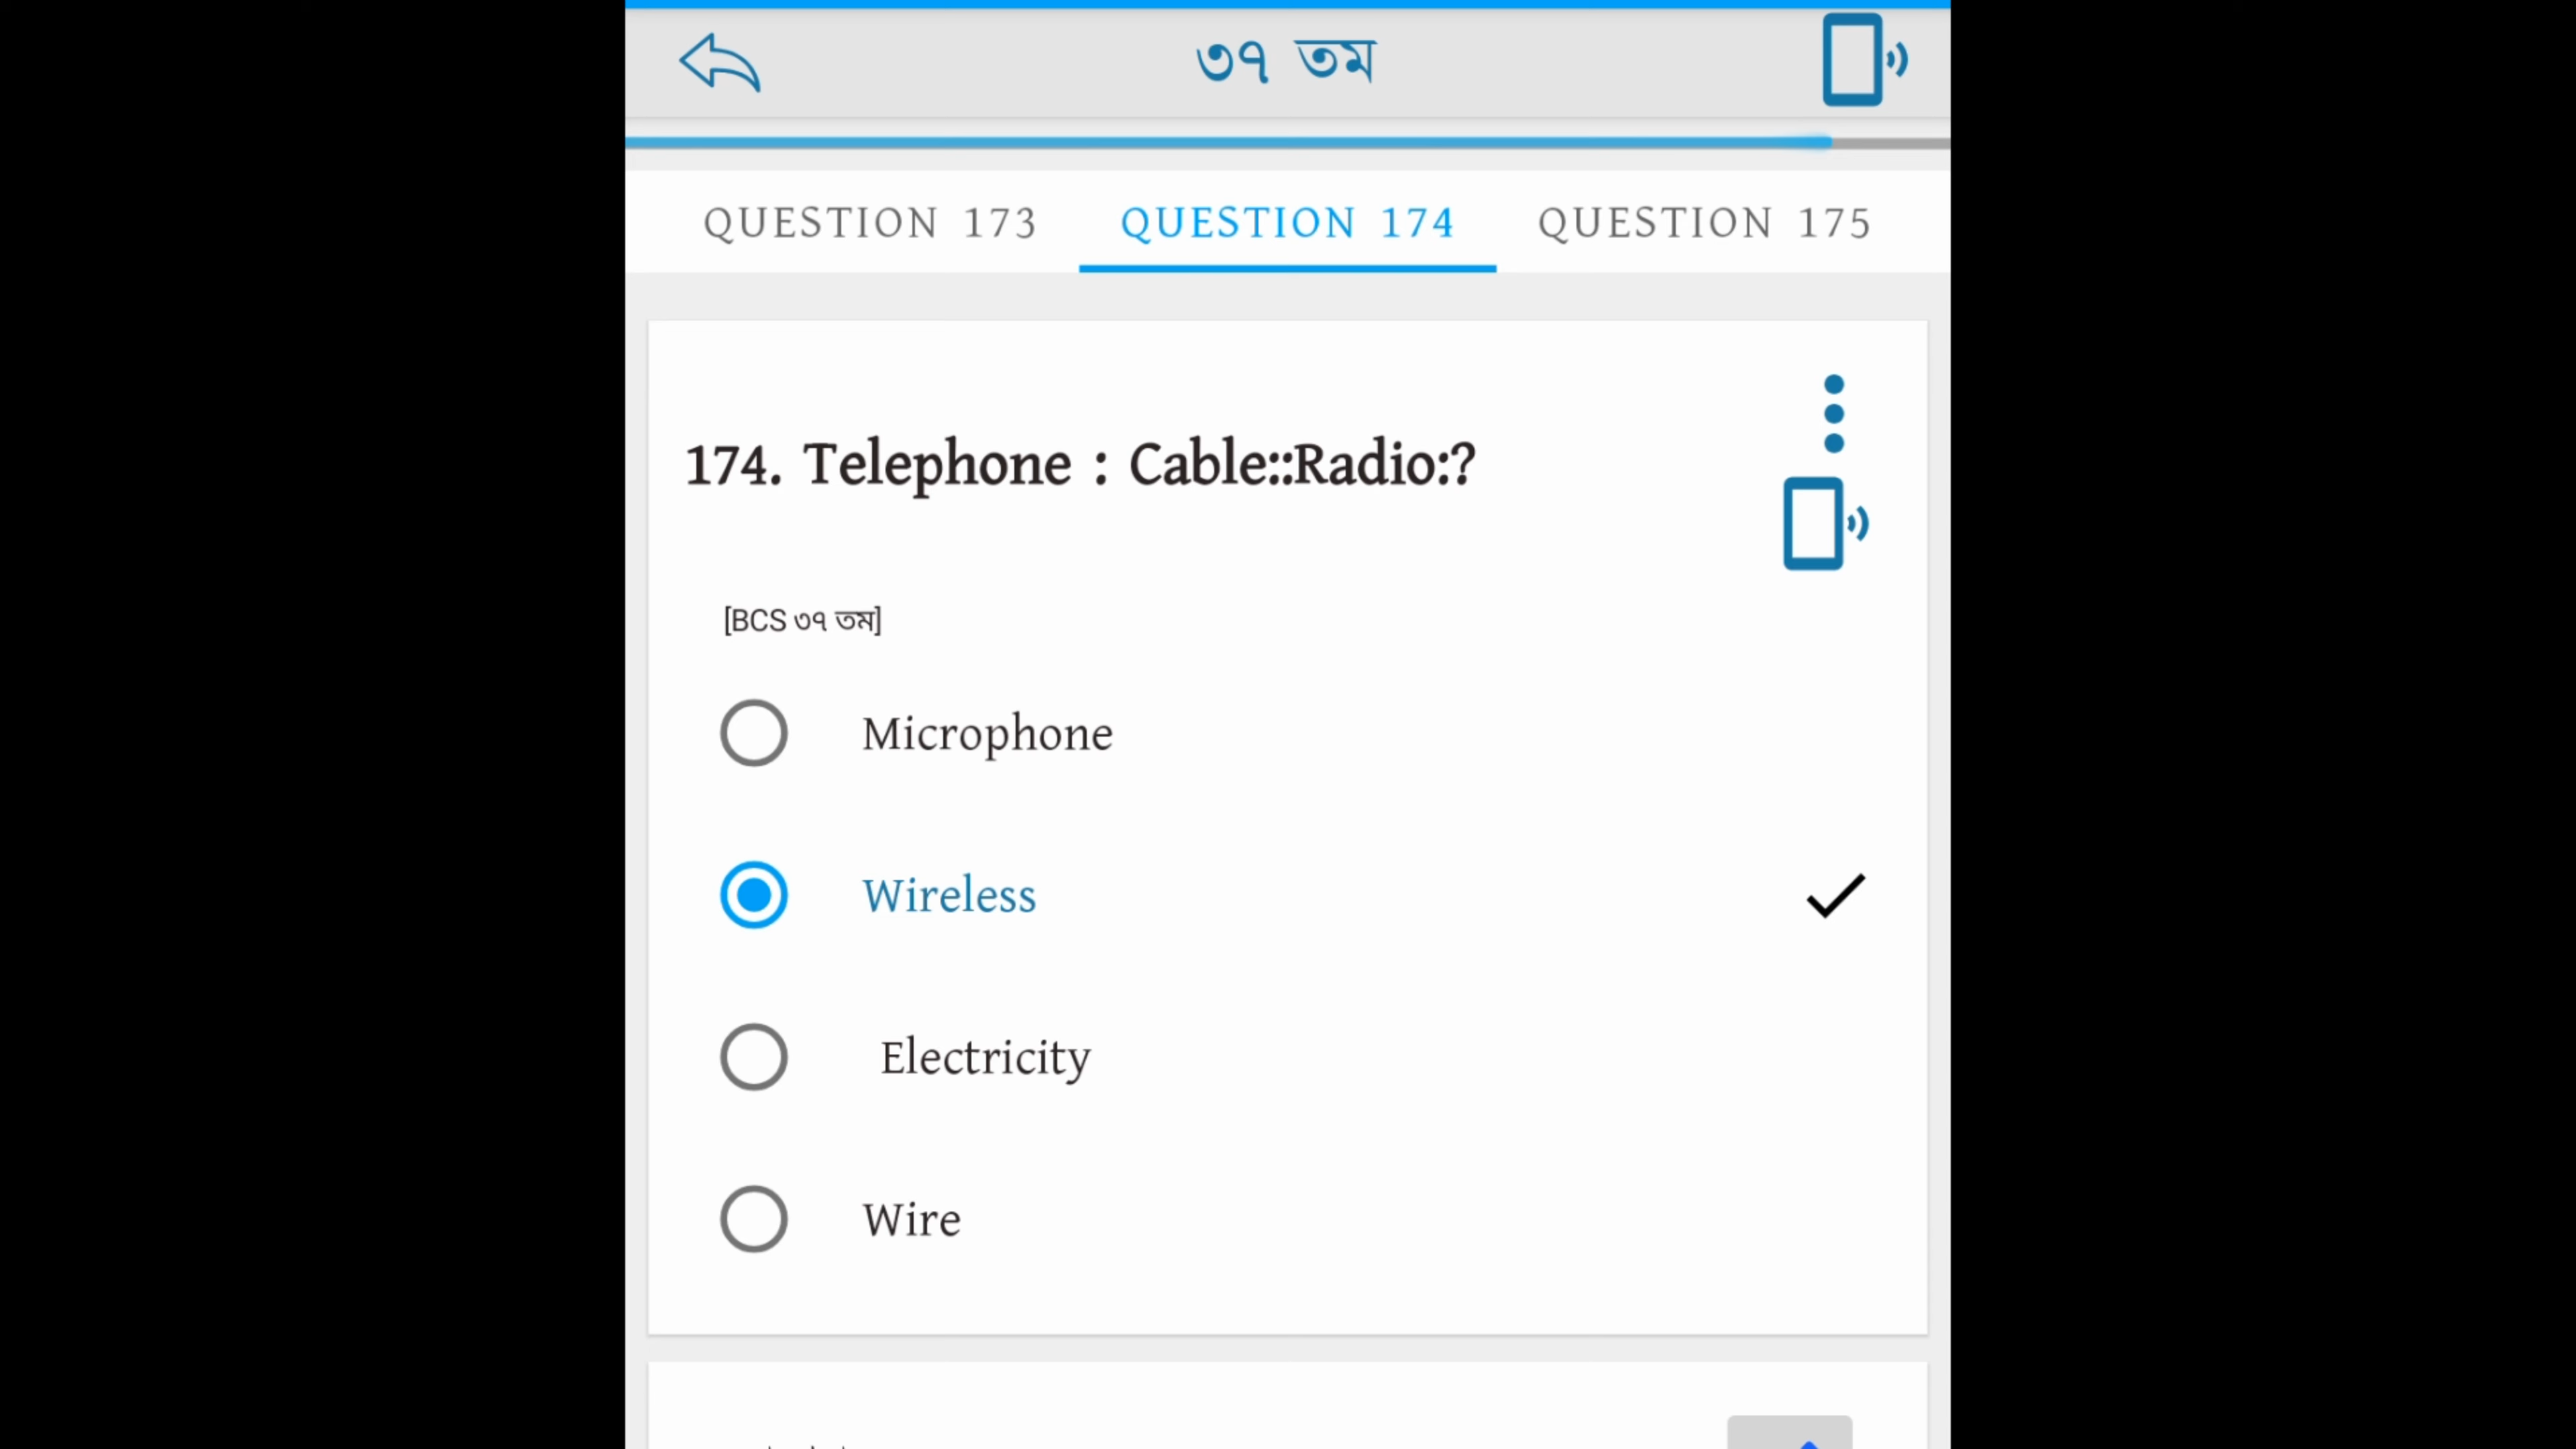 ৩৭ তম
QUESTION 173 QUESTION 174 QUESTION 175
174. Telephone : Cable::Radio:?
[BCS ৩৭ তম]
Microphone
Wireless
Electricity
Wire